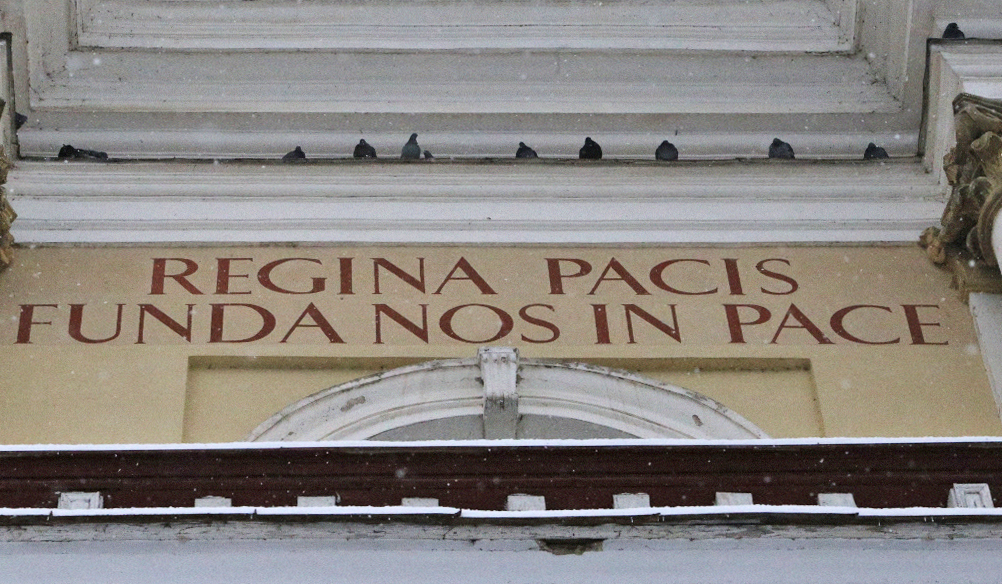 REGINA PACIS
FUNDA NOS IN PACE